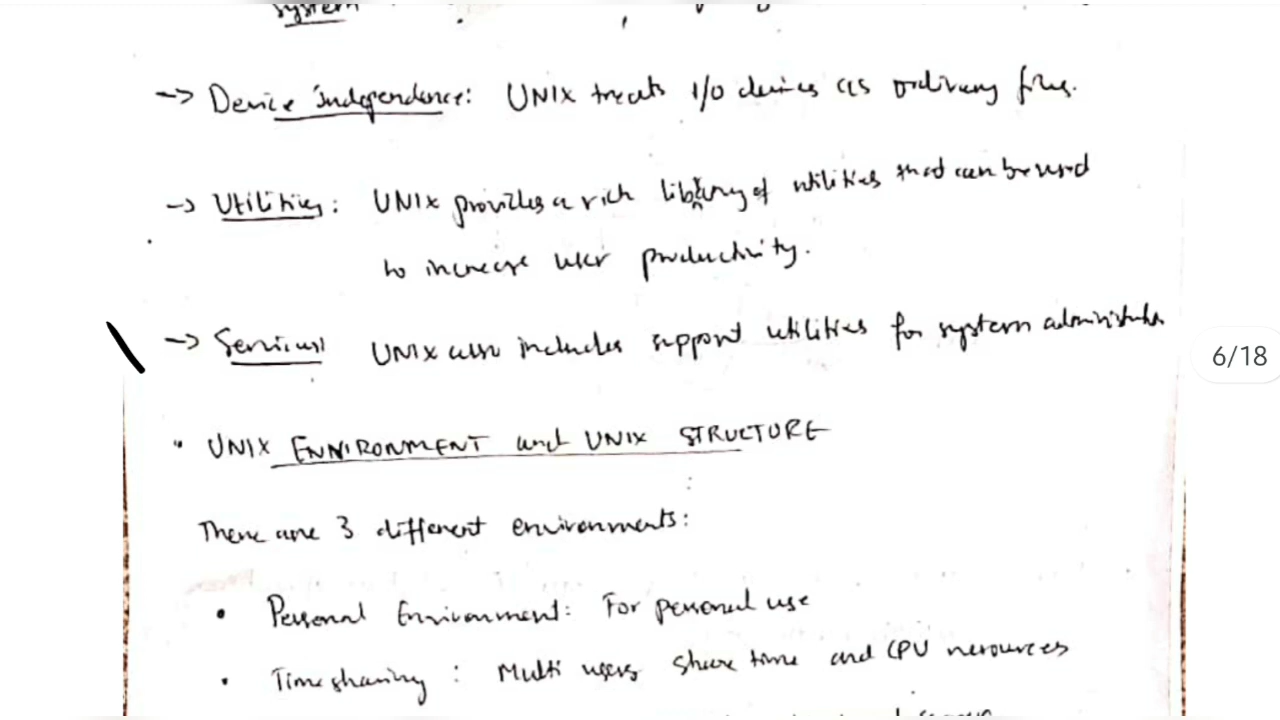 system
-> Device independence: UNIX treats I/O devices as ordinary files.
-> Utilities: UNIX provides a rich library of utilities that can be used
to increase user productivity.
-> Services: UNIX also includes support utilities for system administrator
6/18
" UNIX ENVIRONMENT and UNIX STRUCTURE
There are 3 different environments:
• Personal Environment: For personal use
• Timesharing: Multi users share time and CPU resources